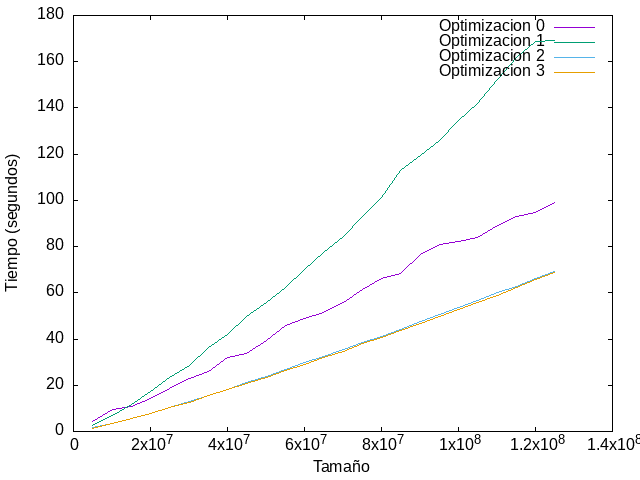 180
160
140
120
100
80
60
40
20
0
Tiempo (segundos)
Optimizacion 0
Optimizacion 1
Optimizacion 2
Optimizacion 3
0 2x10⁷ 4x10⁷ 6x10⁷ 8x10⁷ 1x10⁸ 1.2x10⁸ 1.4x10⁸
Tamaño